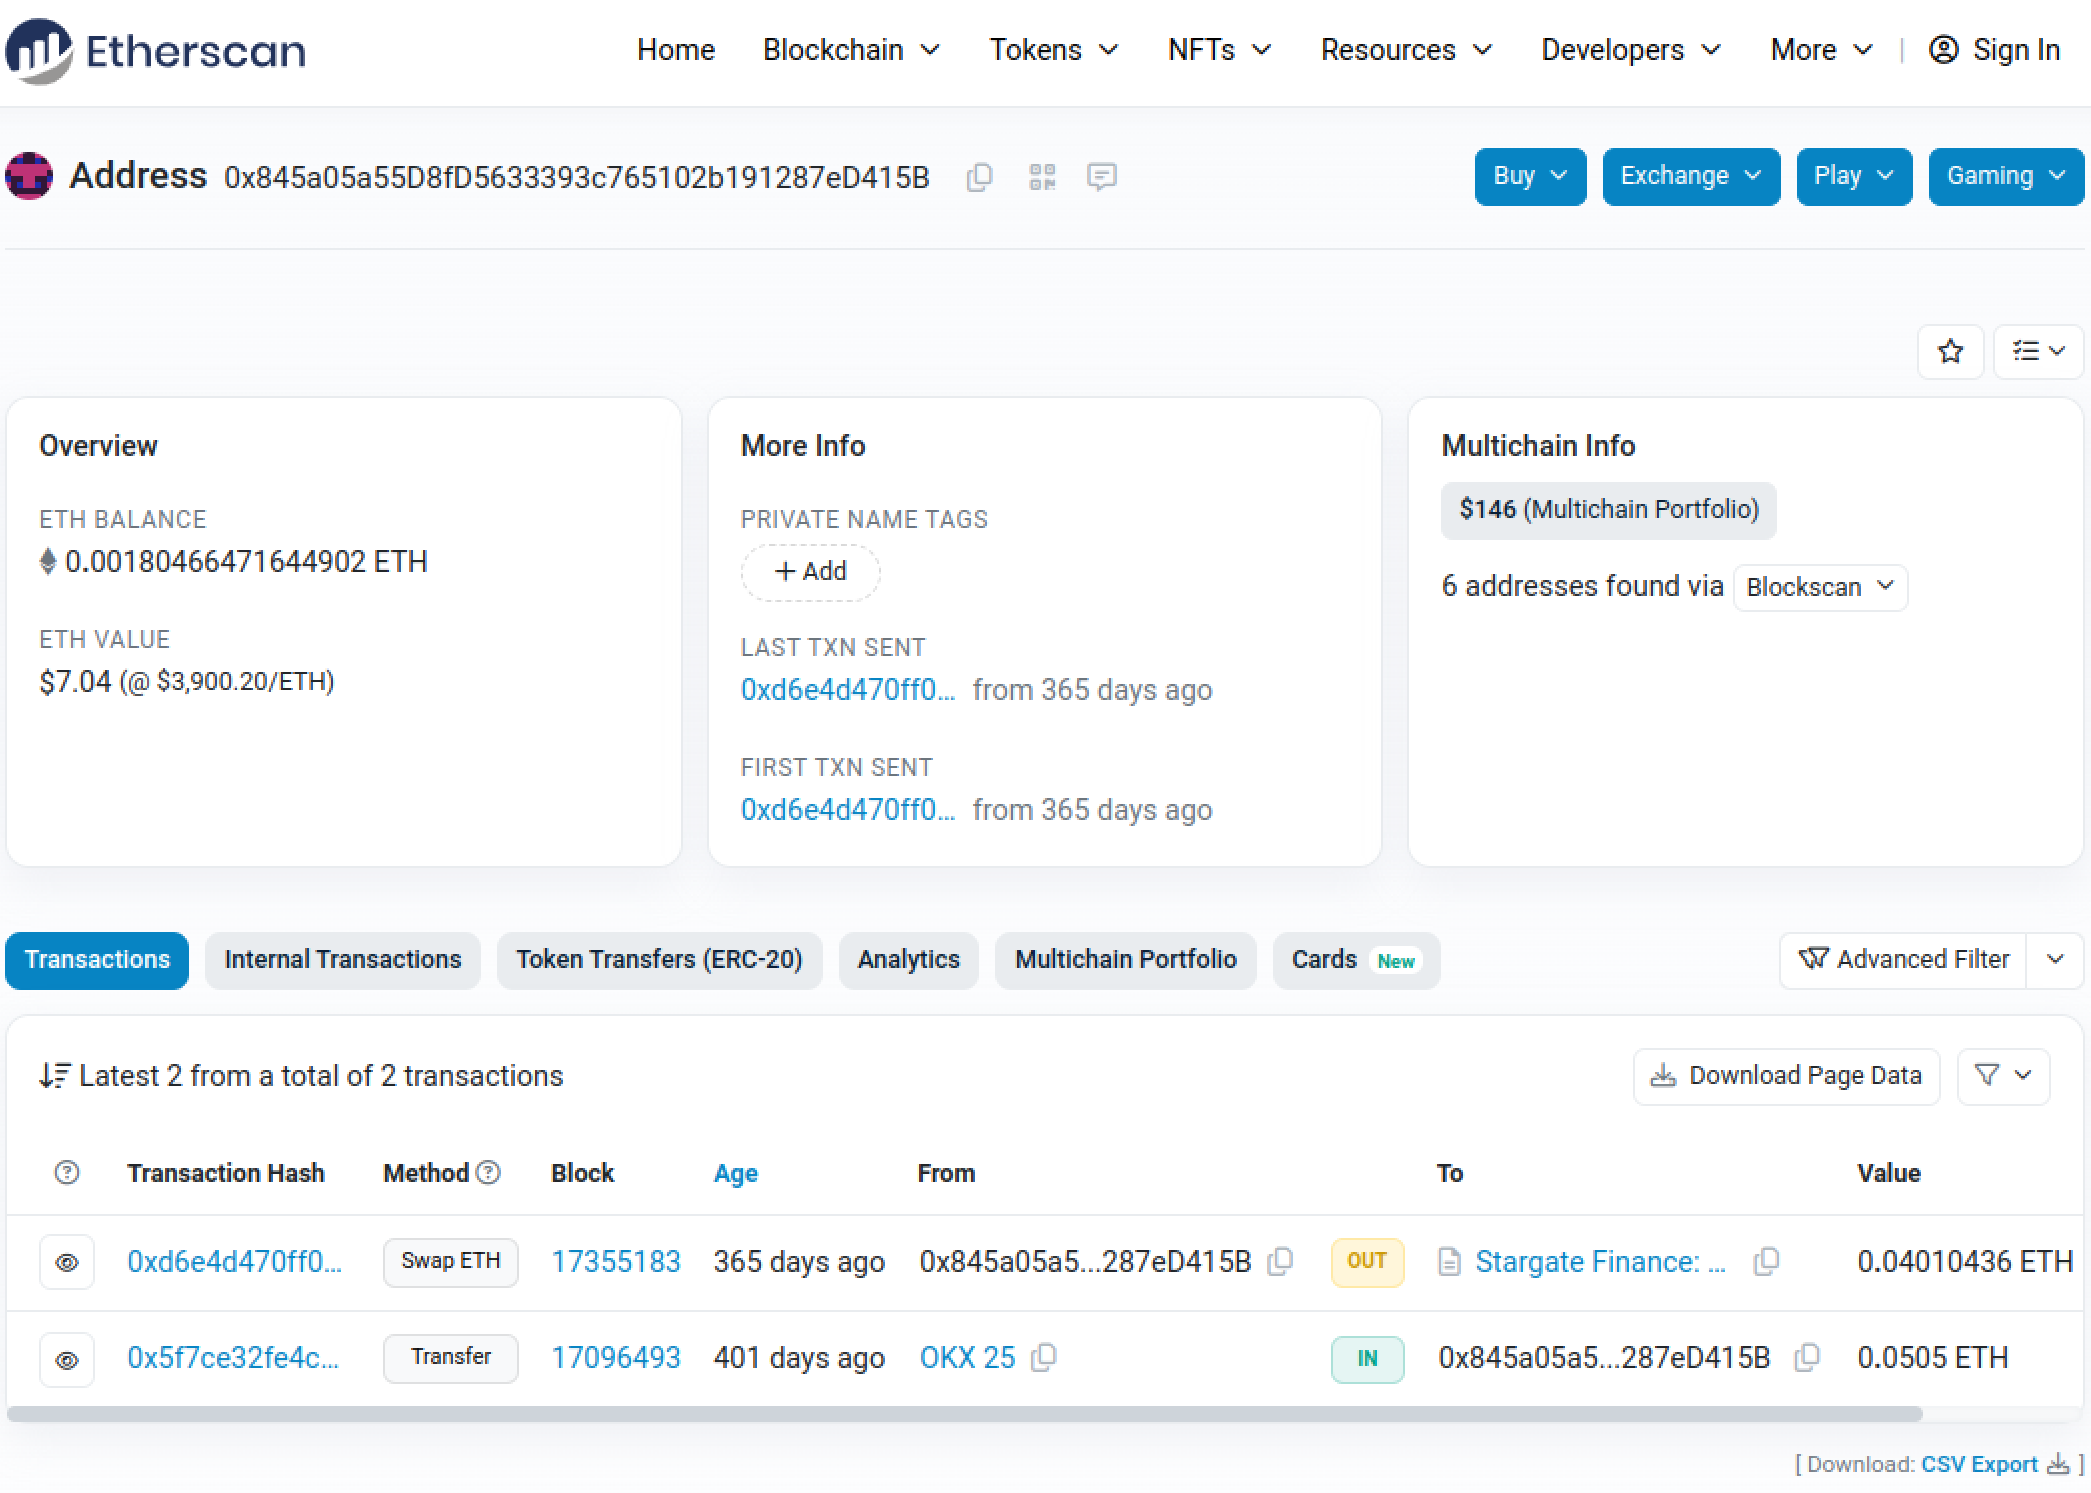 Etherscan
Home Blockchain Tokens NFTs Resources Developers More | Sign In
Address 0x845a05a55D8fD5633393c765102b191287eD415B
Buy Exchange Play Gaming
Overview
ETH BALANCE
0.00180466471644902 ETH
ETH VALUE
$7.04 (@ $3,900.20/ETH)
More Info
PRIVATE NAME TAGS
+ Add
LAST TXN SENT
0xd6e4d470ff0... from 365 days ago
FIRST TXN SENT
0xd6e4d470ff0... from 365 days ago
Multichain Info
$146 (Multichain Portfolio)
6 addresses found via Blockscan
Transactions Internal Transactions Token Transfers (ERC-20) Analytics Multichain Portfolio Cards New Advanced Filter
Latest 2 from a total of 2 transactions
Download Page Data
Transaction Hash Method Block Age From To Value
0xd6e4d470ff0... Swap ETH 17355183 365 days ago 0x845a05a5...287eD415B OUT Stargate Finance: ... 0.04010436 ETH
0x5f7ce32fe4c... Transfer 17096493 401 days ago OKX 25 IN 0x845a05a5...287eD415B 0.0505 ETH
[ Download: CSV Export ]